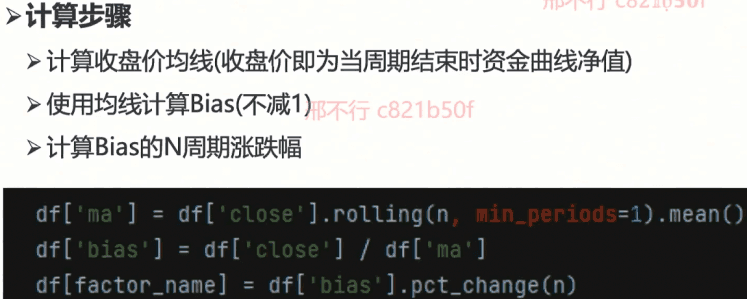 邢不行 c821b50f
➢计算步骤
➢计算收盘价均线(收盘价即为当周期结束时资金曲线净值)
➢使用均线计算Bias(不减1)
邢不行 c821b50f
➢计算Bias的N周期涨跌幅
df['ma'] = df['close'].rolling(n, min_periods=1).mean()
df['bias'] = df['close'] / df['ma']
df[factor_name] = df['bias'].pct_change(n)